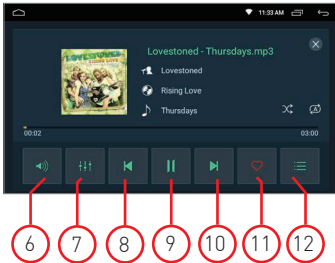 11:33 AM
LOVESTONED
RISING LOVE
Lovestoned - Thursdays.mp3
Lovestoned
Rising Love
Thursdays
A
00:02
03:00
6 7 8 9 10 11 12